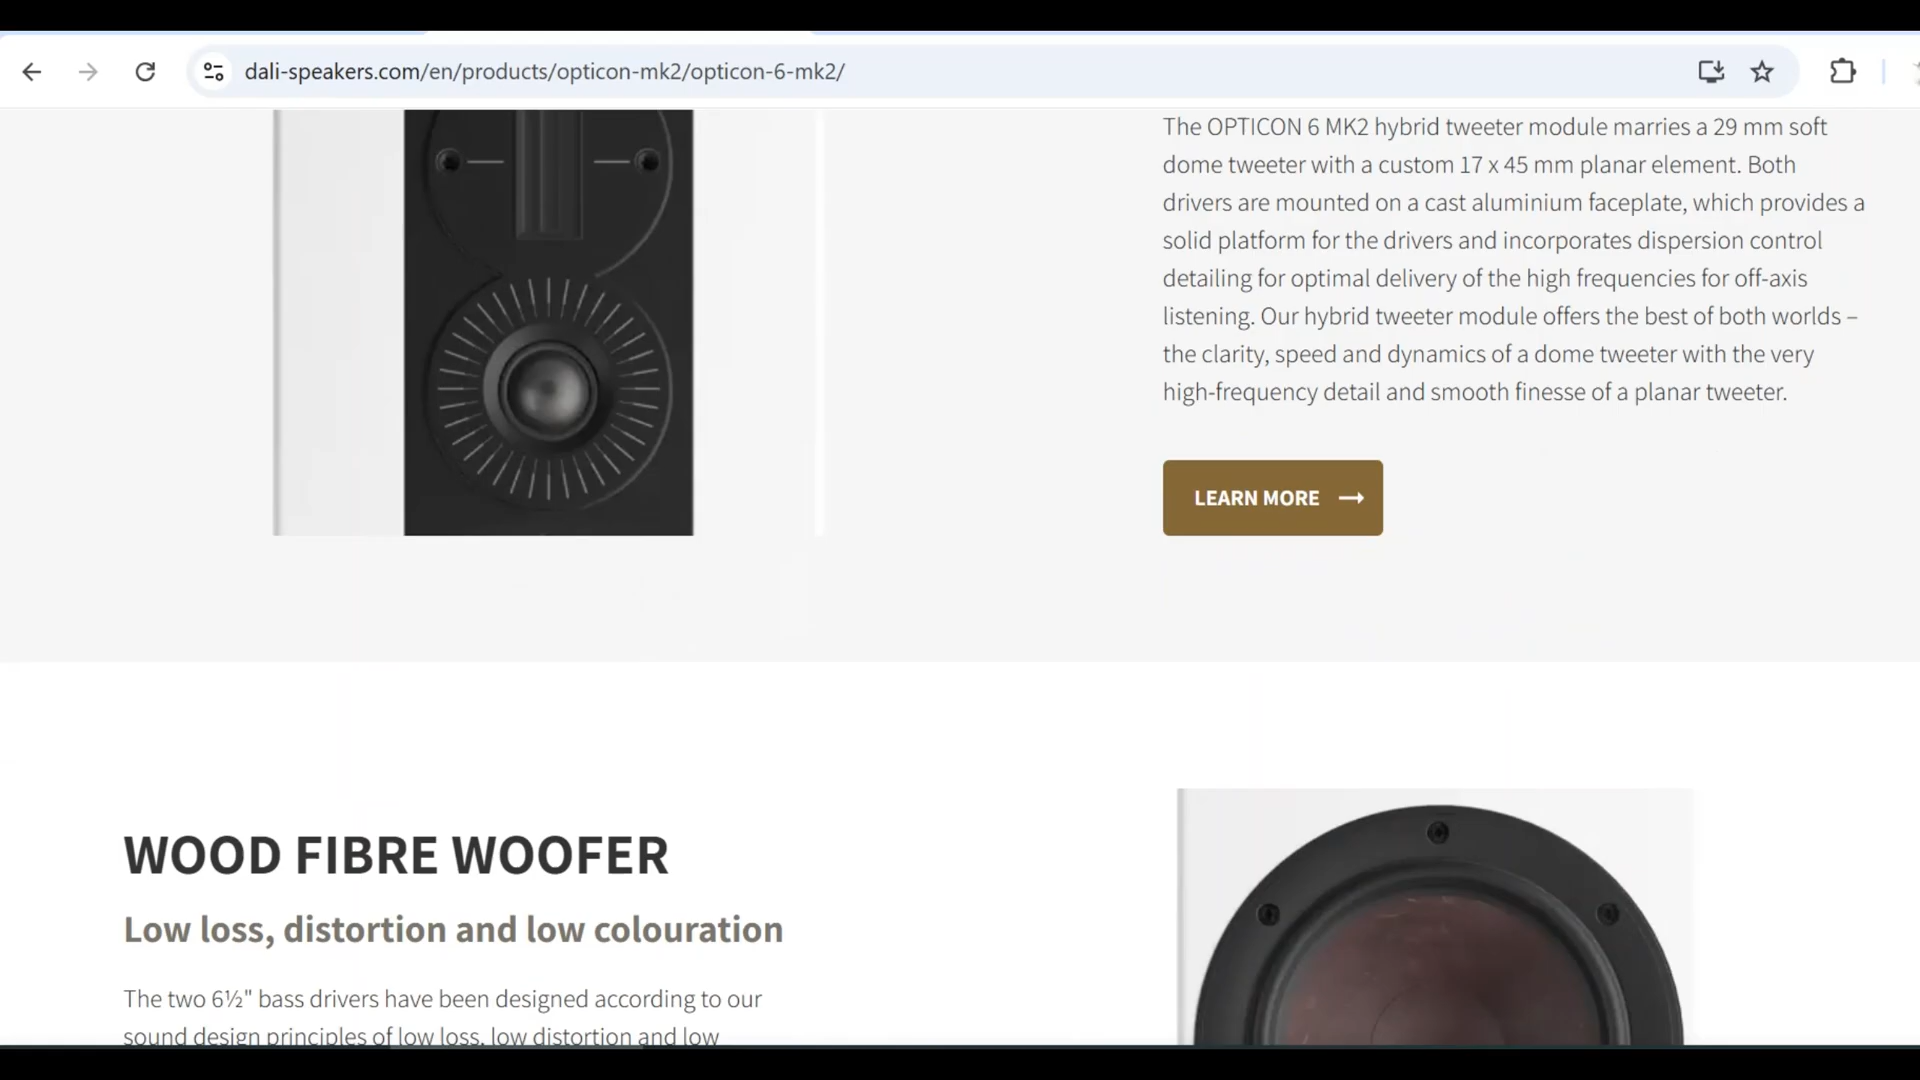 dali-speakers.com/en/products/opticon-mk2/opticon-6-mk2/
The OPTICON 6 MK2 hybrid tweeter module marries a 29 mm soft
dome tweeter with a custom 17 x 45 mm planar element. Both
drivers are mounted on a cast aluminium faceplate, which provides a
solid platform for the drivers and incorporates dispersion control
detailing for optimal delivery of the high frequencies for off-axis
listening. Our hybrid tweeter module offers the best of both worlds –
the clarity, speed and dynamics of a dome tweeter with the very
high-frequency detail and smooth finesse of a planar tweeter.
LEARN MORE
WOOD FIBRE WOOFER
Low loss, distortion and low colouration
The two 6½" bass drivers have been designed according to our
sound design principles of low loss, low distortion and low